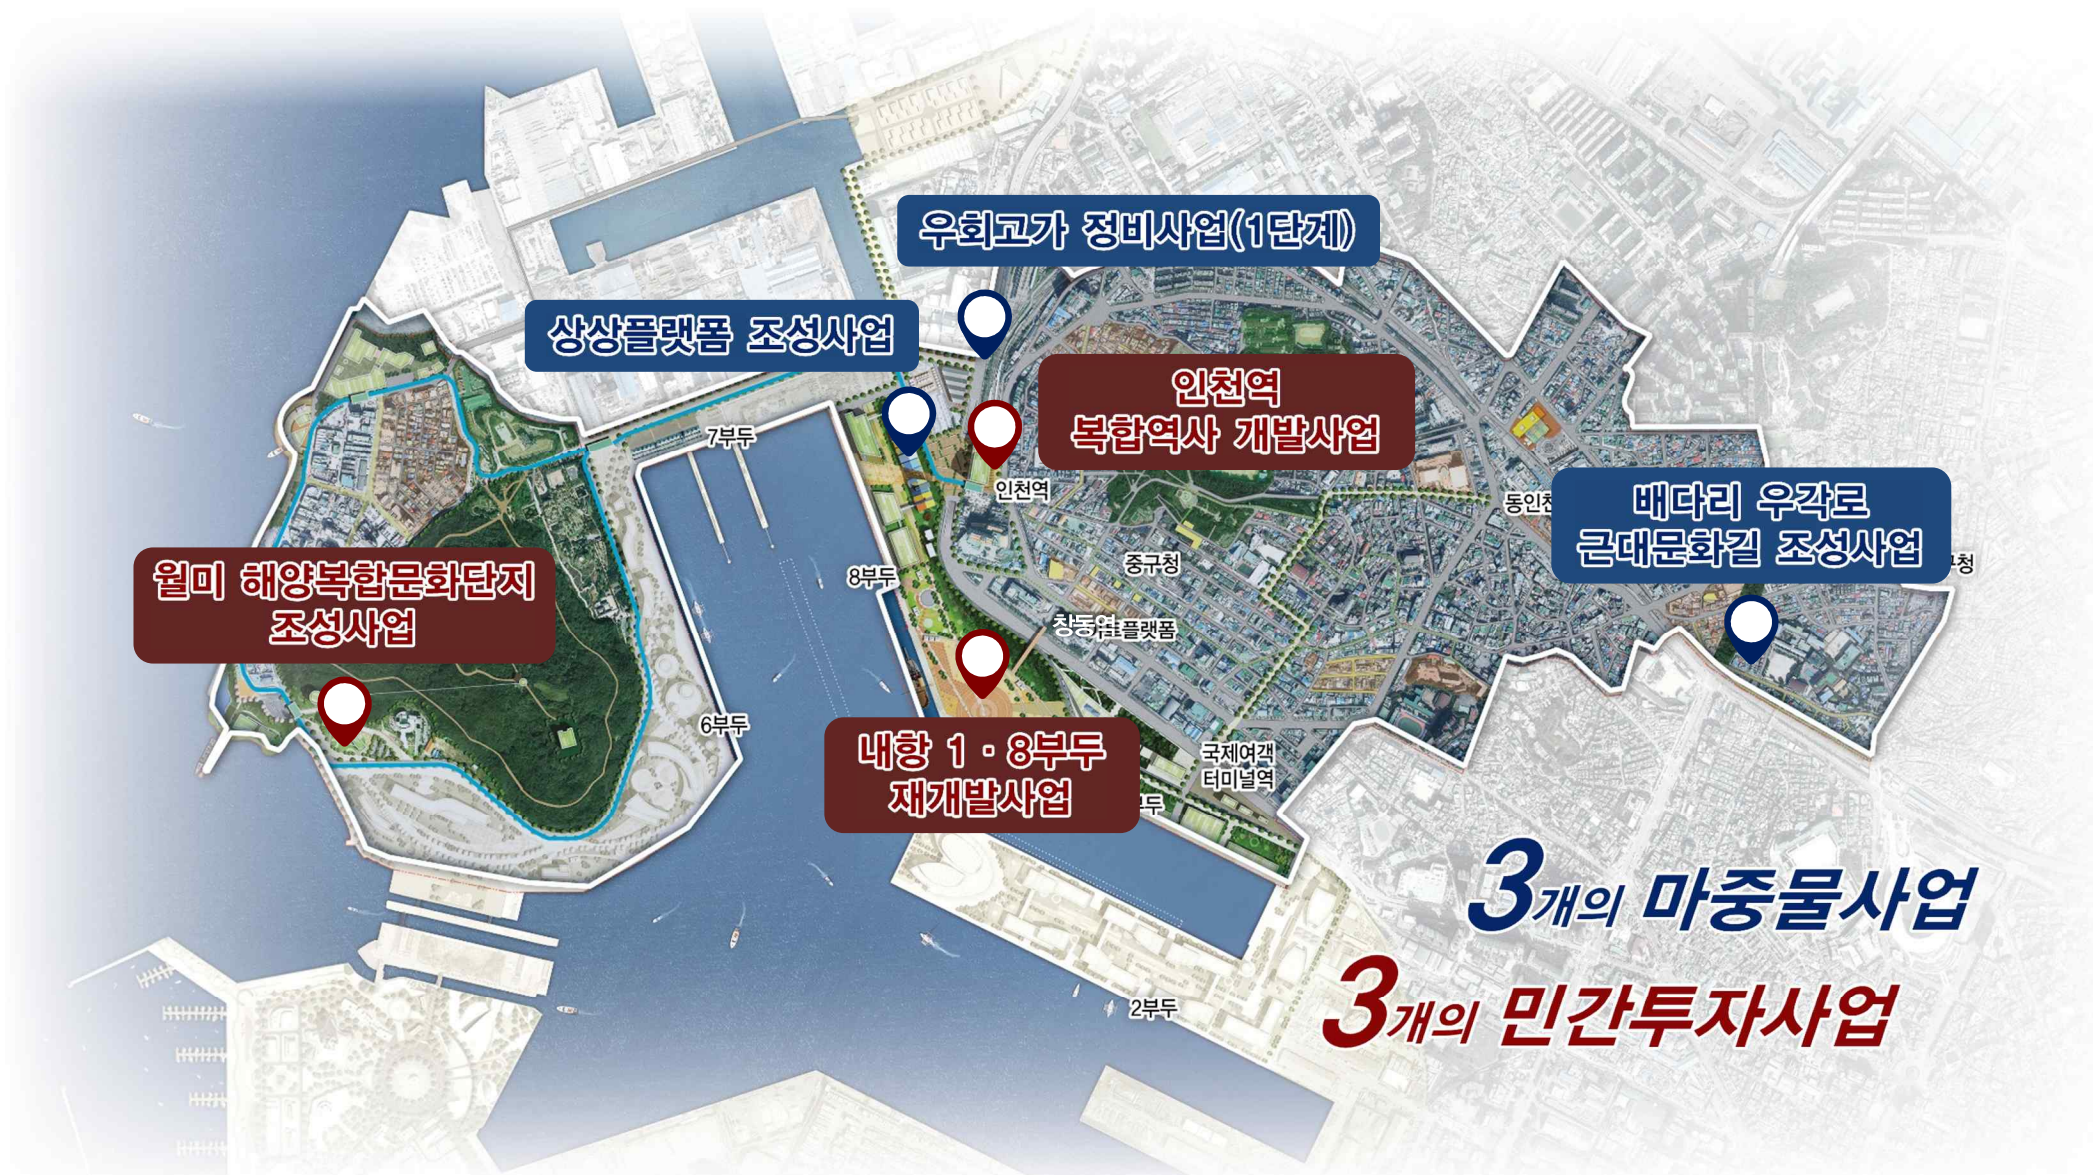 우회고가 정비사업(1단계)
상상플랫폼 조성사업
인천역
복합역사 개발사업
7부두
인천역
배다리 우각로
근대문화길 조성사업
월미 해양복합문화단지
조성사업
8부두
중구청
창동역
플랫폼
6부두
내항 1 · 8부두
재개발사업
국제여객
터미널역
3개의 마중물사업
3개의 민간투자사업
2부두